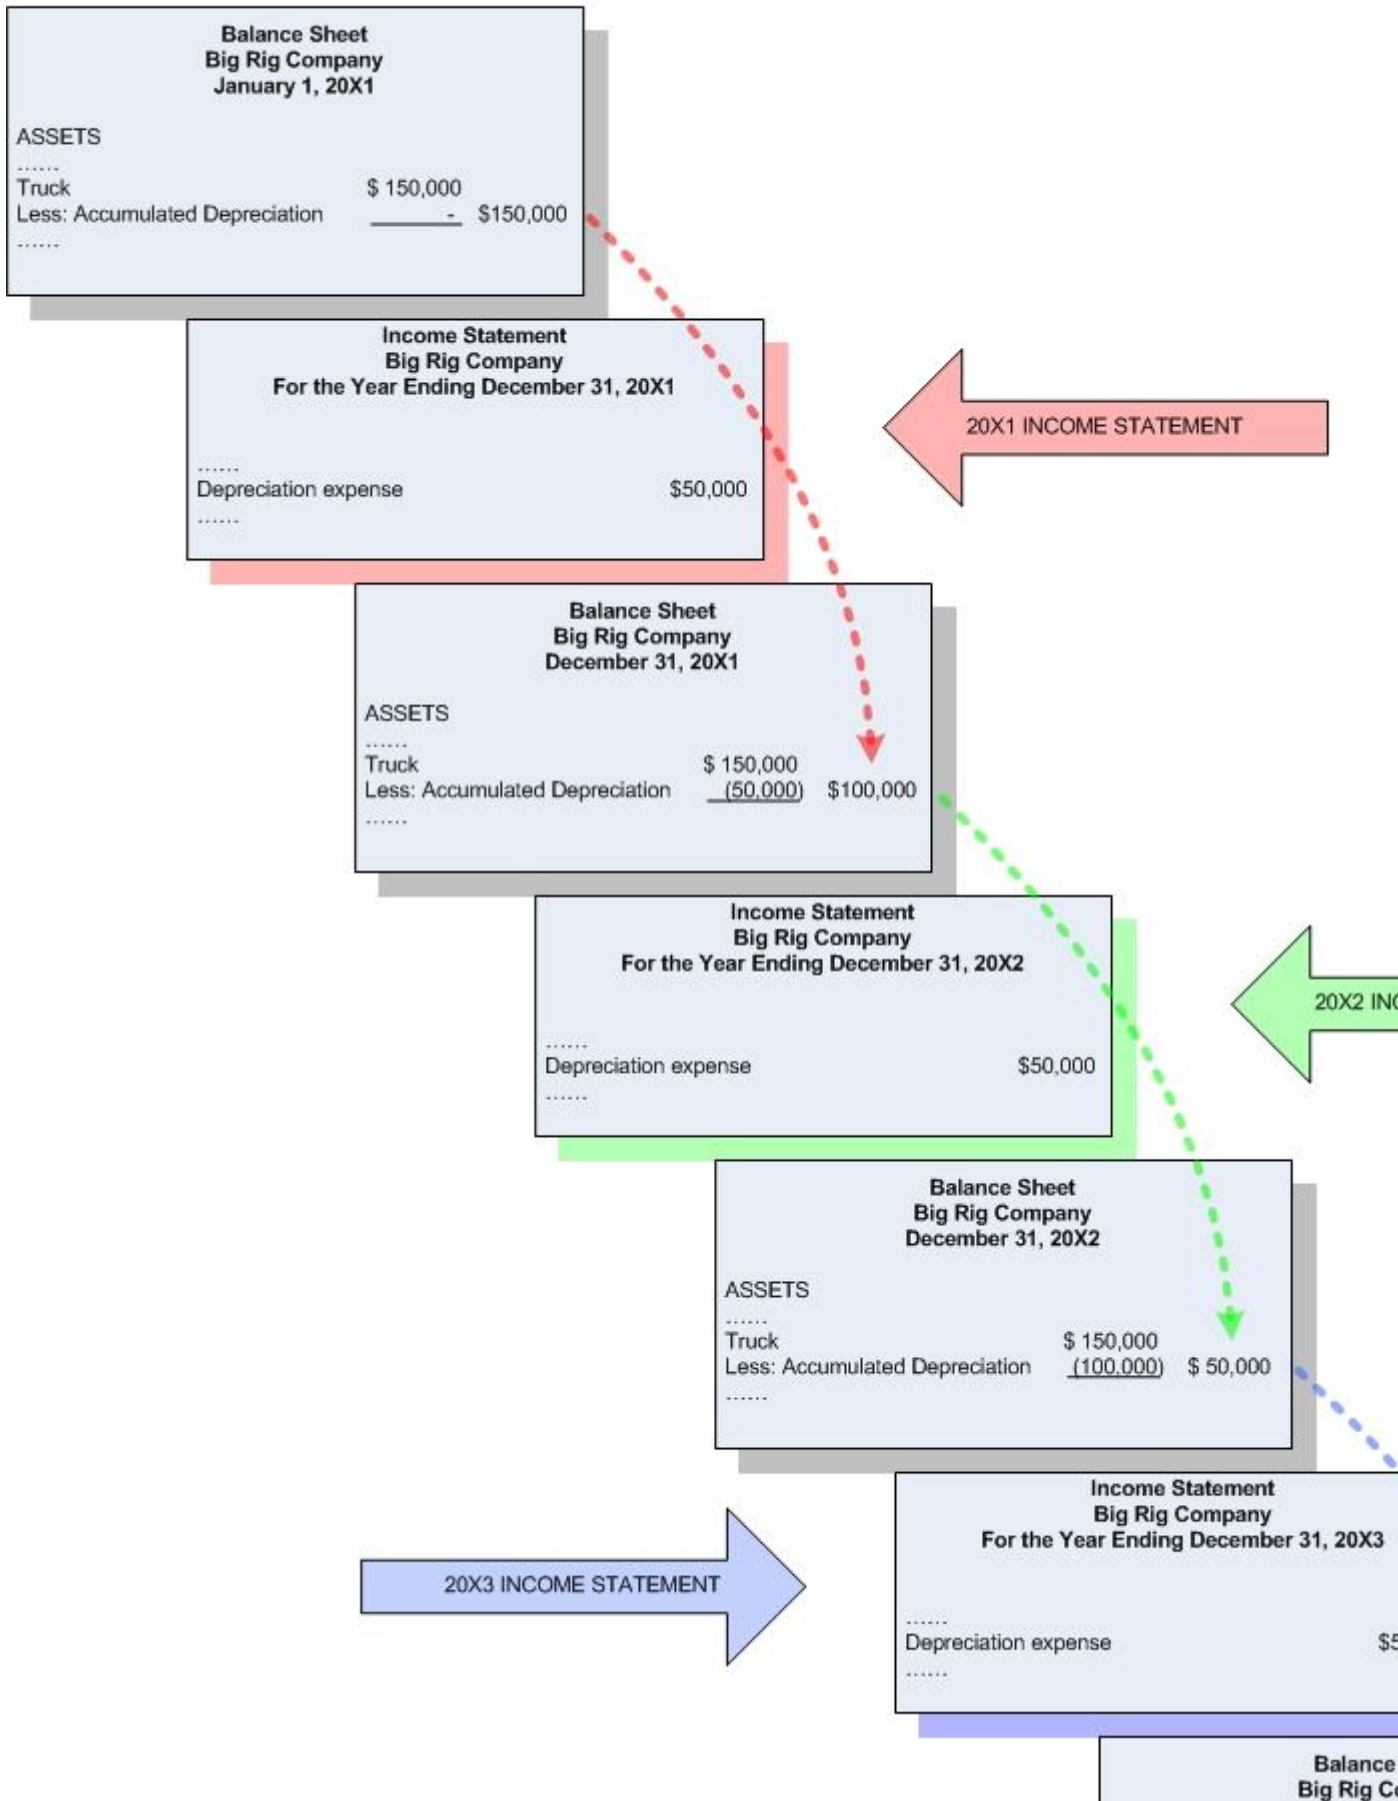 Balance Sheet
Big Rig Company
January 1, 20X1
ASSETS
......
Truck $ 150,000
Less: Accumulated Depreciation - $150,000
......
Income Statement
Big Rig Company
For the Year Ending December 31, 20X1
......
Depreciation expense $50,000
......
20X1 INCOME STATEMENT
Balance Sheet
Big Rig Company
December 31, 20X1
ASSETS
......
Truck $ 150,000
Less: Accumulated Depreciation (50,000) $100,000
......
Income Statement
Big Rig Company
For the Year Ending December 31, 20X2
......
Depreciation expense $50,000
......
20X2
Balance Sheet
Big Rig Company
December 31, 20X2
ASSETS
......
Truck $ 150,000
Less: Accumulated Depreciation (100,000) $ 50,000
......
Income Statement
Big Rig Company
For the Year Ending December 31, 20X3
......
Depreciation expense
......
20X3 INCOME STATEMENT
Balance
Big Rig